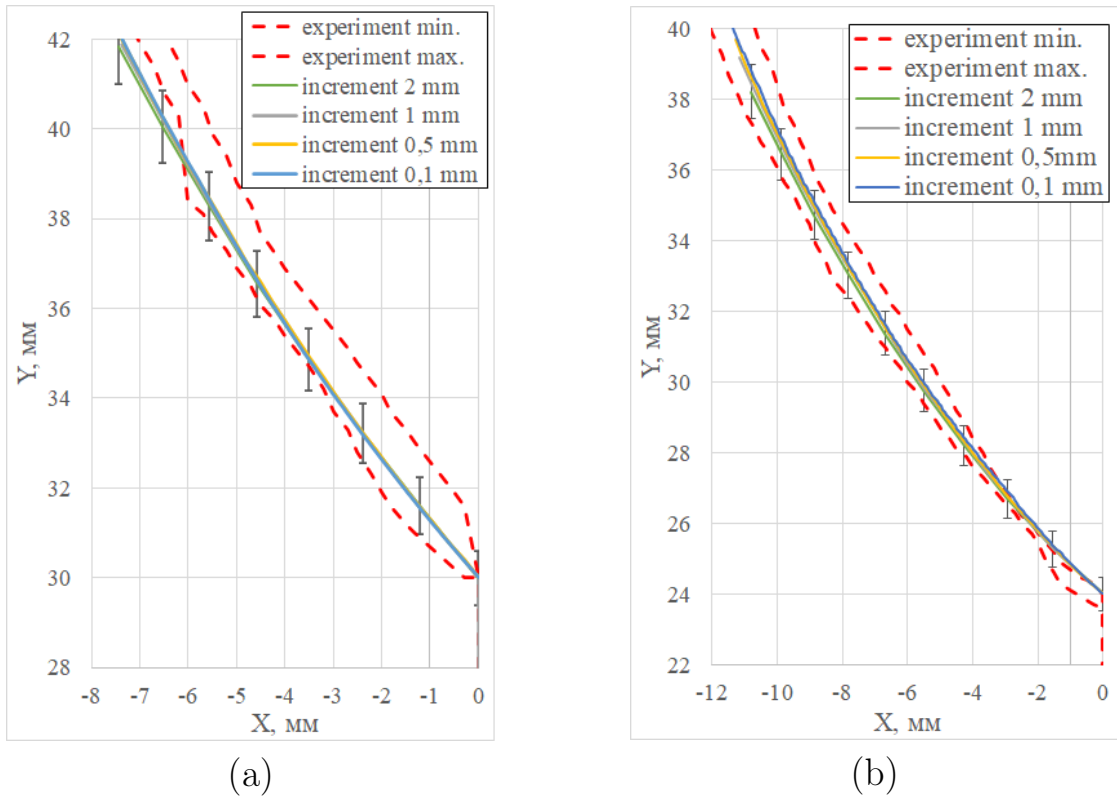 42
40
38
36
34
32
30
28
Y, мм
-8 -7 -6 -5 -4 -3 -2 -1 0
X, мм
experiment min.
experiment max.
increment 2 mm
increment 1 mm
increment 0,5 mm
increment 0,1 mm
(a)
40
38
36
34
32
30
28
26
24
22
Y, мм
-12 -10 -8 -6 -4 -2 0
X, мм
experiment min.
experiment max.
increment 2 mm
increment 1 mm
increment 0,5mm
increment 0,1 mm
(b)